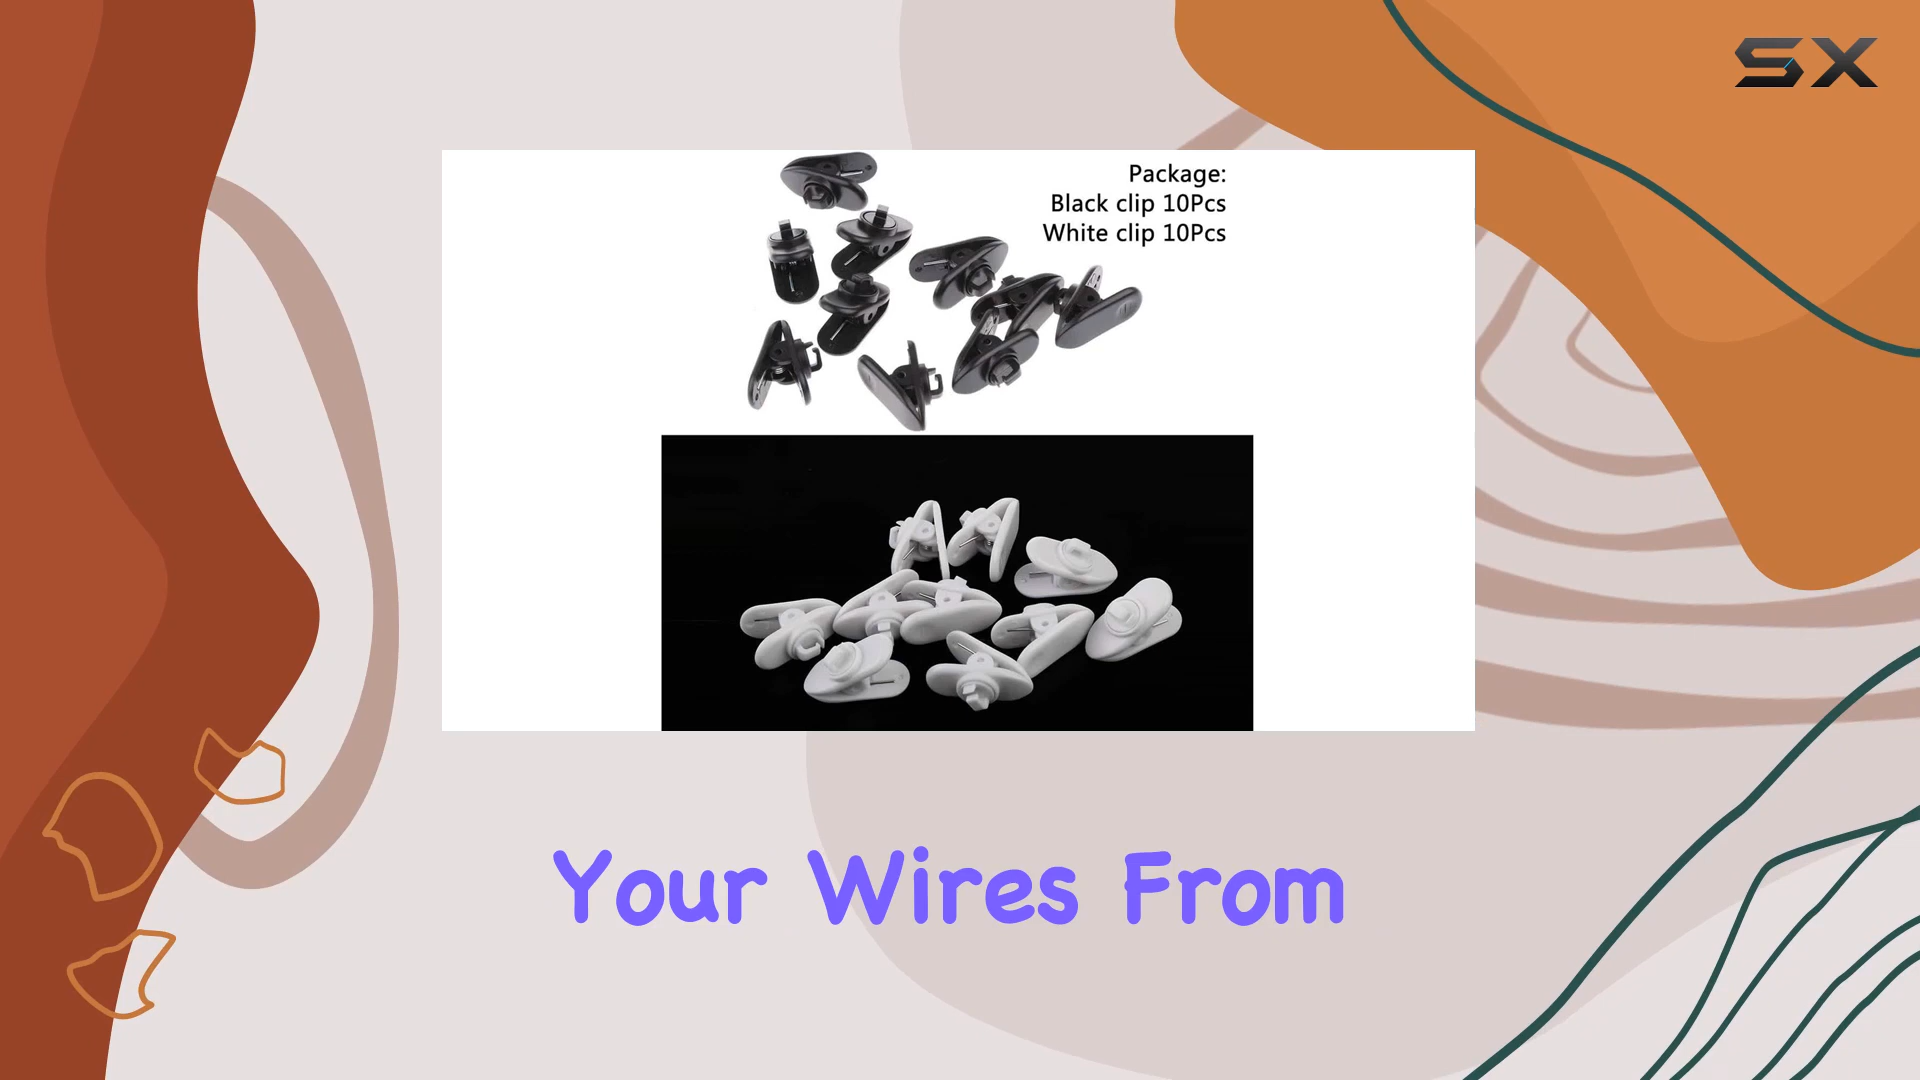 SX
Package:
Black clip 10Pcs
White clip 10Pcs
Your Wires From